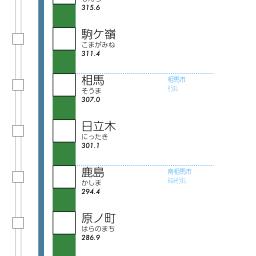 315.6
駒ケ嶺
こまがみね
311.4
相馬
そうま
307.0
相馬市
日立木
にったき
301.1
鹿島
かしま
294.4
南相馬市
原ノ町
はらのまち
286.9